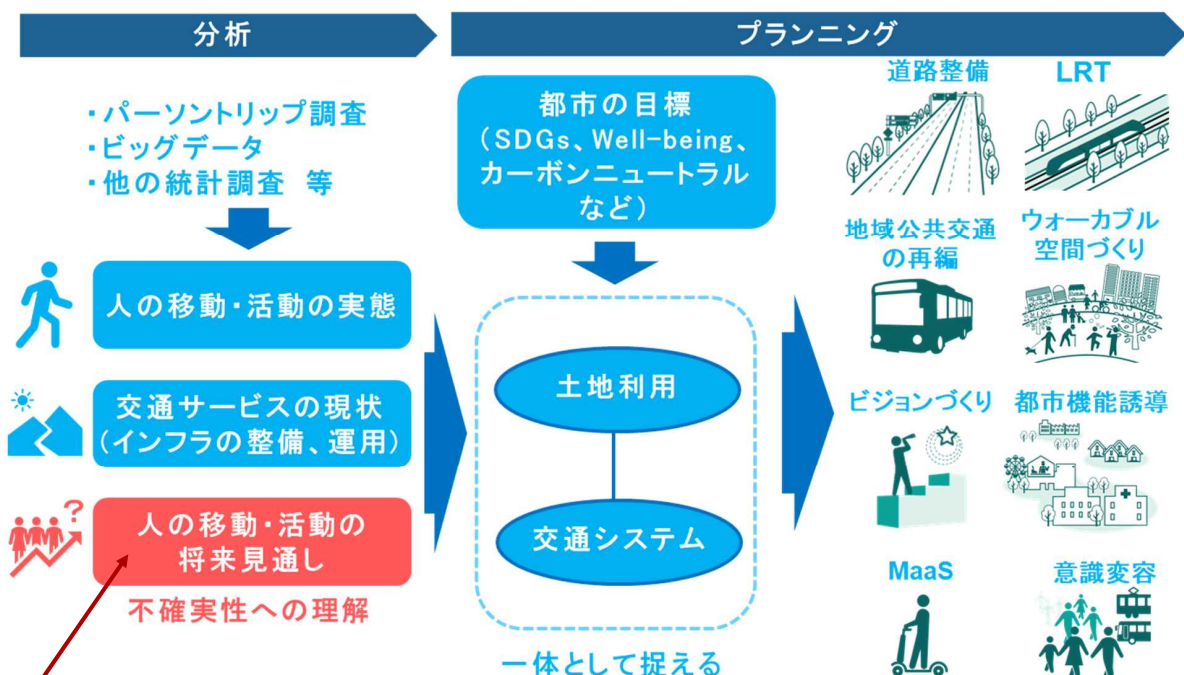 分析
・パーソントリップ調査
・ビッグデータ
・他の統計調査　等
人の移動・活動の実態
交通サービスの現状
（インフラの整備、運用）
?
人の移動・活動の
将来見通し
不確実性への理解
プランニング
都市の目標
（SDGs、Well-being、
カーボンニュートラル
など）
土地利用
交通システム
一体として捉える
道路整備
LRT
地域公共交通
の再編
ウォーカブル
空間づくり
ビジョンづくり
都市機能誘導
MaaS
意識変容